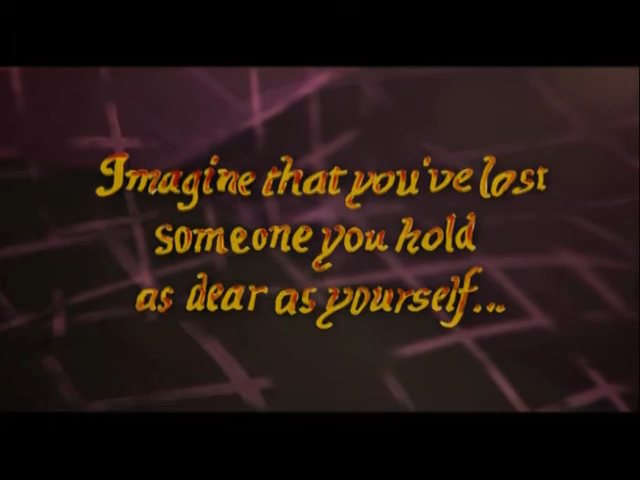 Imagine that you've lost
someone you hold
as dear as yourself...